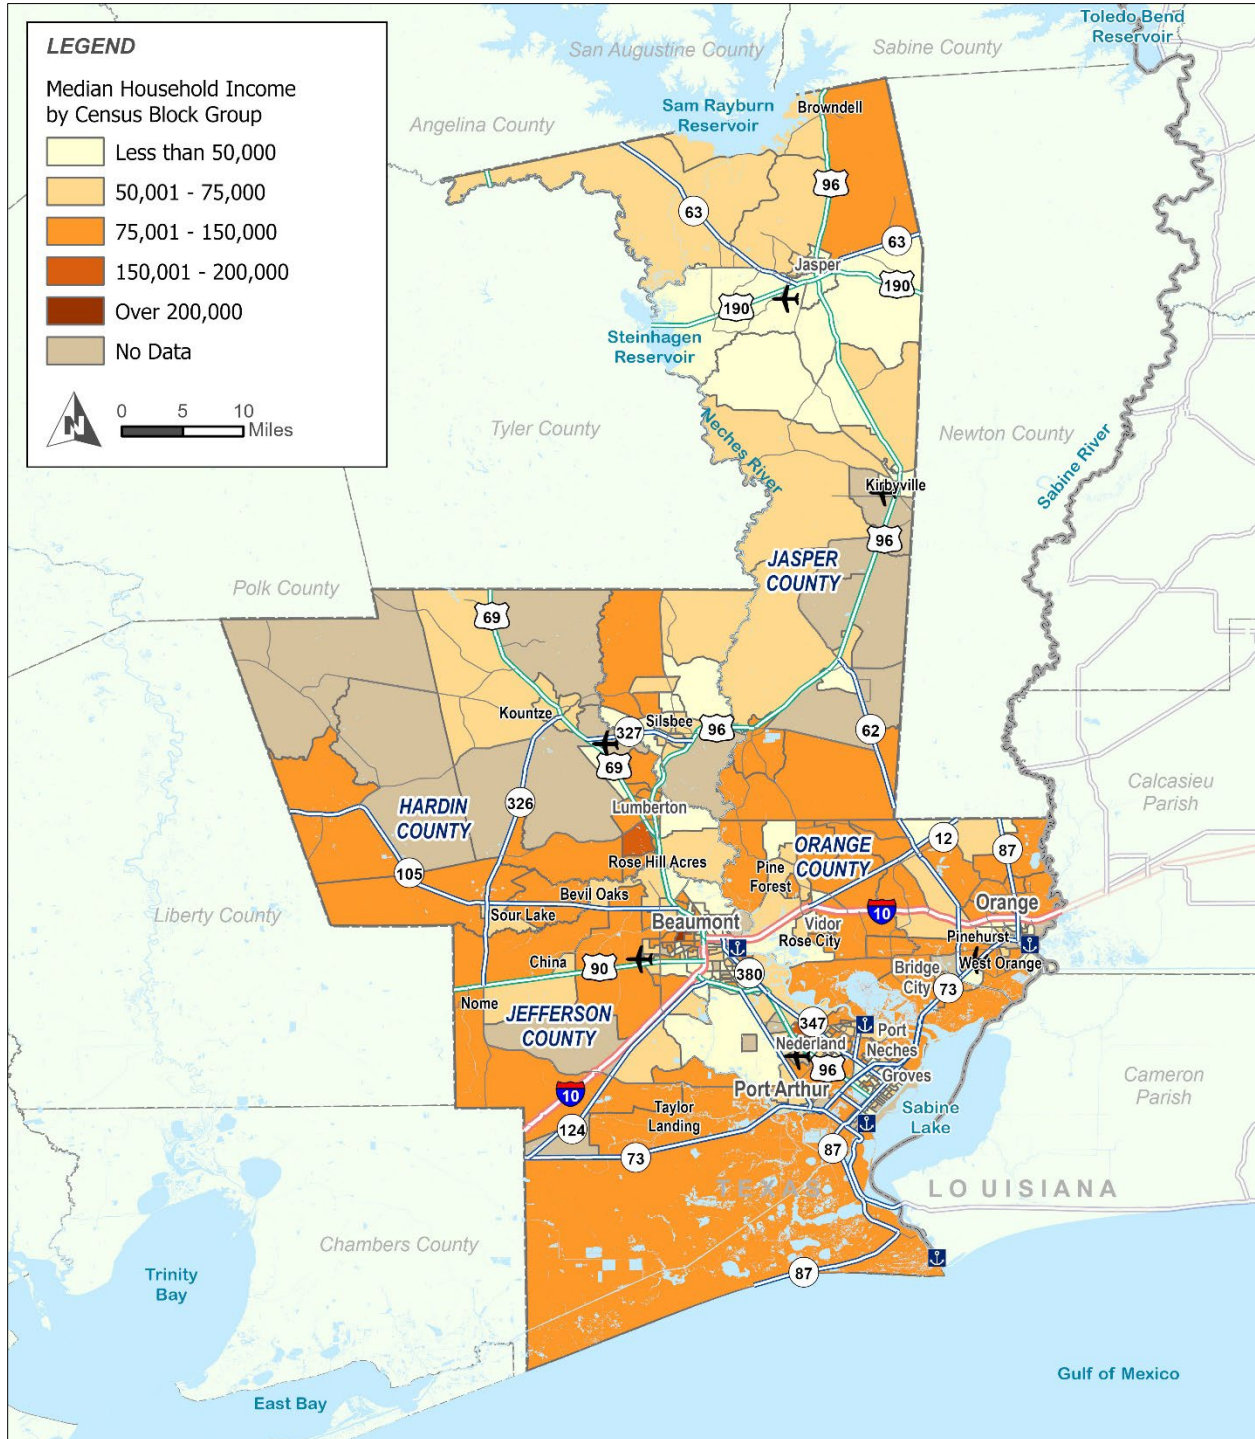 LEGEND
Median Household Income
by Census Block Group
Less than 50,000
50,001 - 75,000
75,001 - 150,000
150,001 - 200,000
Over 200,000
No Data
N
0 5 10
Miles
Toledo Bend
Reservoir
San Augustine County
Sabine County
Sam Rayburn
Reservoir
Browndell
Angelina County
96
63
63
Jasper
190
190
Steinhagen
Reservoir
Tyler County
Neches River
Newton County
Sabine River
Kirbyville
96
JASPER
COUNTY
Polk County
69
Kountze
Silsbee
327
96
62
69
Calcasieu
Parish
HARDIN
COUNTY
326
Lumberton
ORANGE
COUNTY
12
87
105
Rose Hill Acres
Pine
Forest
Bevil Oaks
Liberty County
Sour Lake
Beaumont
Vidor
10
Orange
Rose City
Pinehurst
West Orange
China
90
380
Bridge
City
73
Nome
JEFFERSON
COUNTY
347
Port
Neches
Nederland
96
Groves
Port Arthur
10
Cameron
Parish
Taylor
Landing
Sabine
Lake
124
73
87
TEXAS
LOUISIANA
Chambers County
Trinity
Bay
87
Gulf of Mexico
East Bay